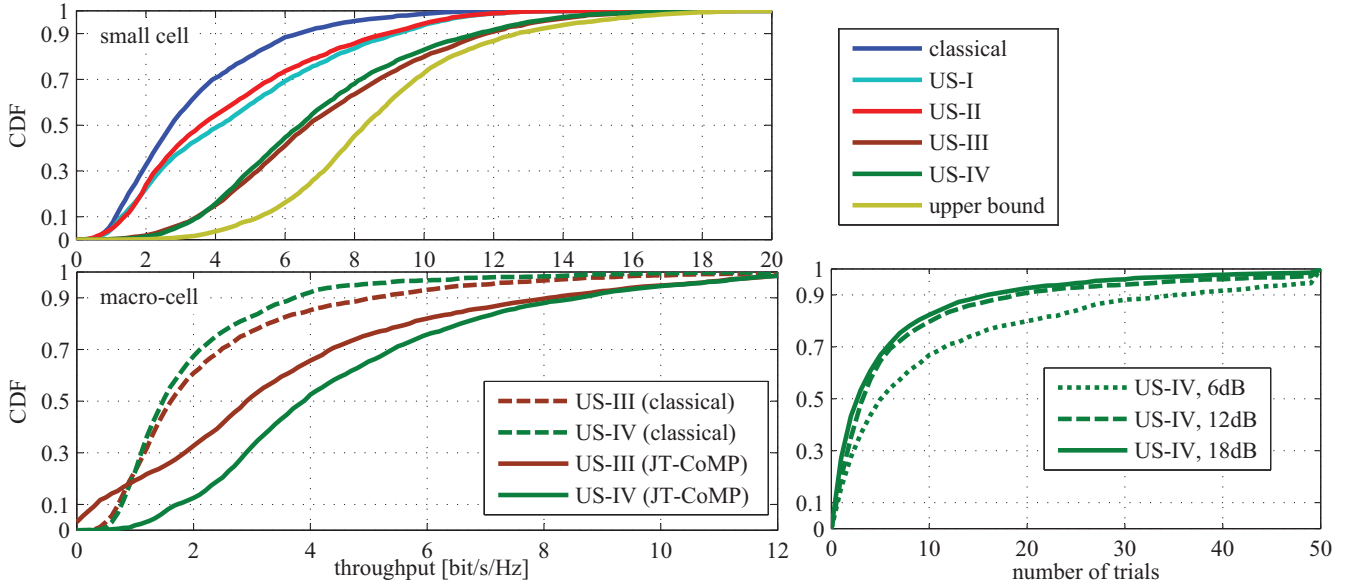 small cell
CDF
1
0.9
0.7
0.5
0.3
0.1
0
0 2 4 6 8 10 12 14 16 18 20
classical
US-I
US-II
US-III
US-IV
upper bound
macro-cell
CDF
1
0.9
0.7
0.5
0.3
0.1
0
0 2 4 6 8 10 12
throughput [bit/s/Hz]
US-III (classical)
US-IV (classical)
US-III (JT-CoMP)
US-IV (JT-CoMP)
1
0.9
0.7
0.5
0.3
0.1
0
0 10 20 30 40 50
number of trials
US-IV, 6dB
US-IV, 12dB
US-IV, 18dB